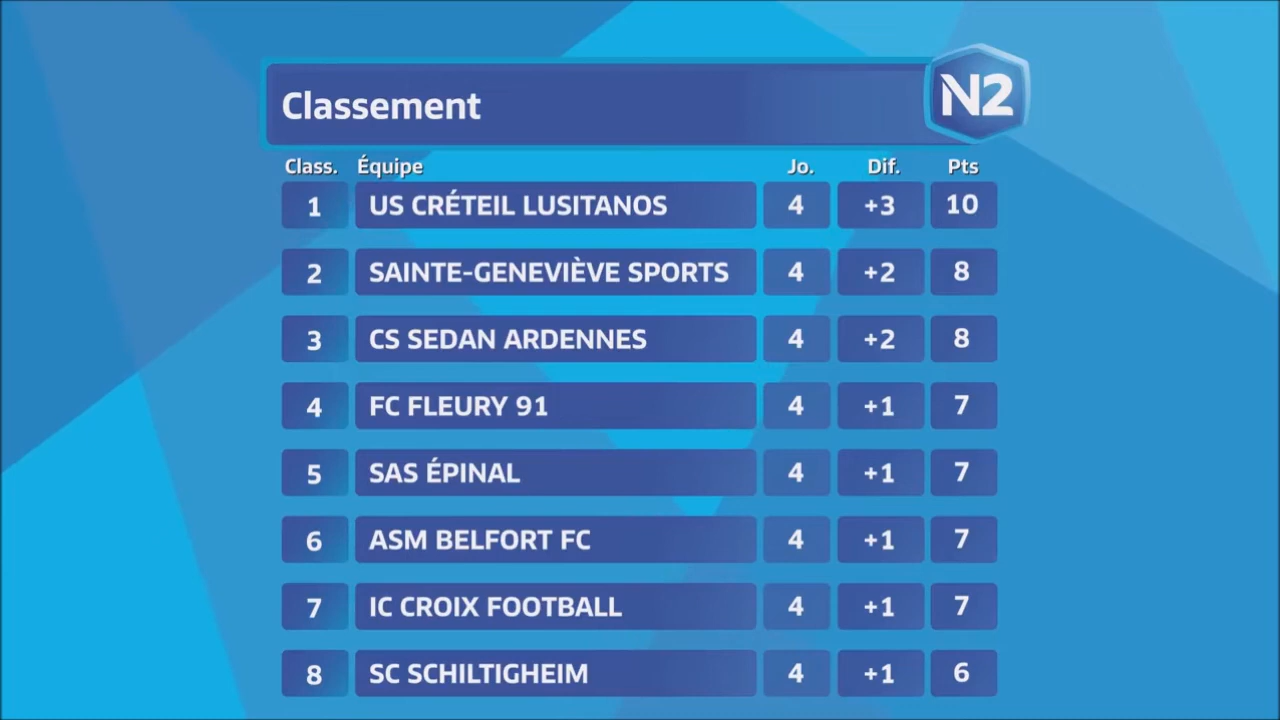 Classement N2
Class. Équipe Jo. Dif. Pts
1 US CRÉTEIL LUSITANOS 4 +3 10
2 SAINTE-GENEVIÈVE SPORTS 4 +2 8
3 CS SEDAN ARDENNES 4 +2 8
4 FC FLEURY 91 4 +1 7
5 SAS ÉPINAL 4 +1 7
6 ASM BELFORT FC 4 +1 7
7 IC CROIX FOOTBALL 4 +1 7
8 SC SCHILTIGHEIM 4 +1 6